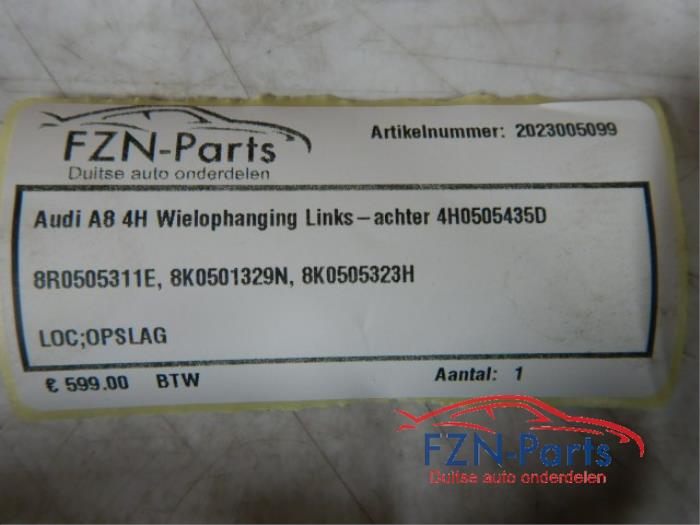 FZN-Parts
Duitse auto onderdelen
Artikelnummer: 2023005099
Audi A8 4H Wielophanging Links-achter 4H0505435D
8R0505311E, 8K0501329N, 8K0505323H
LOC;OPSLAG
€ 599.00 BTW Aantal: 1
FZN-Parts
Duitse auto onderdelen